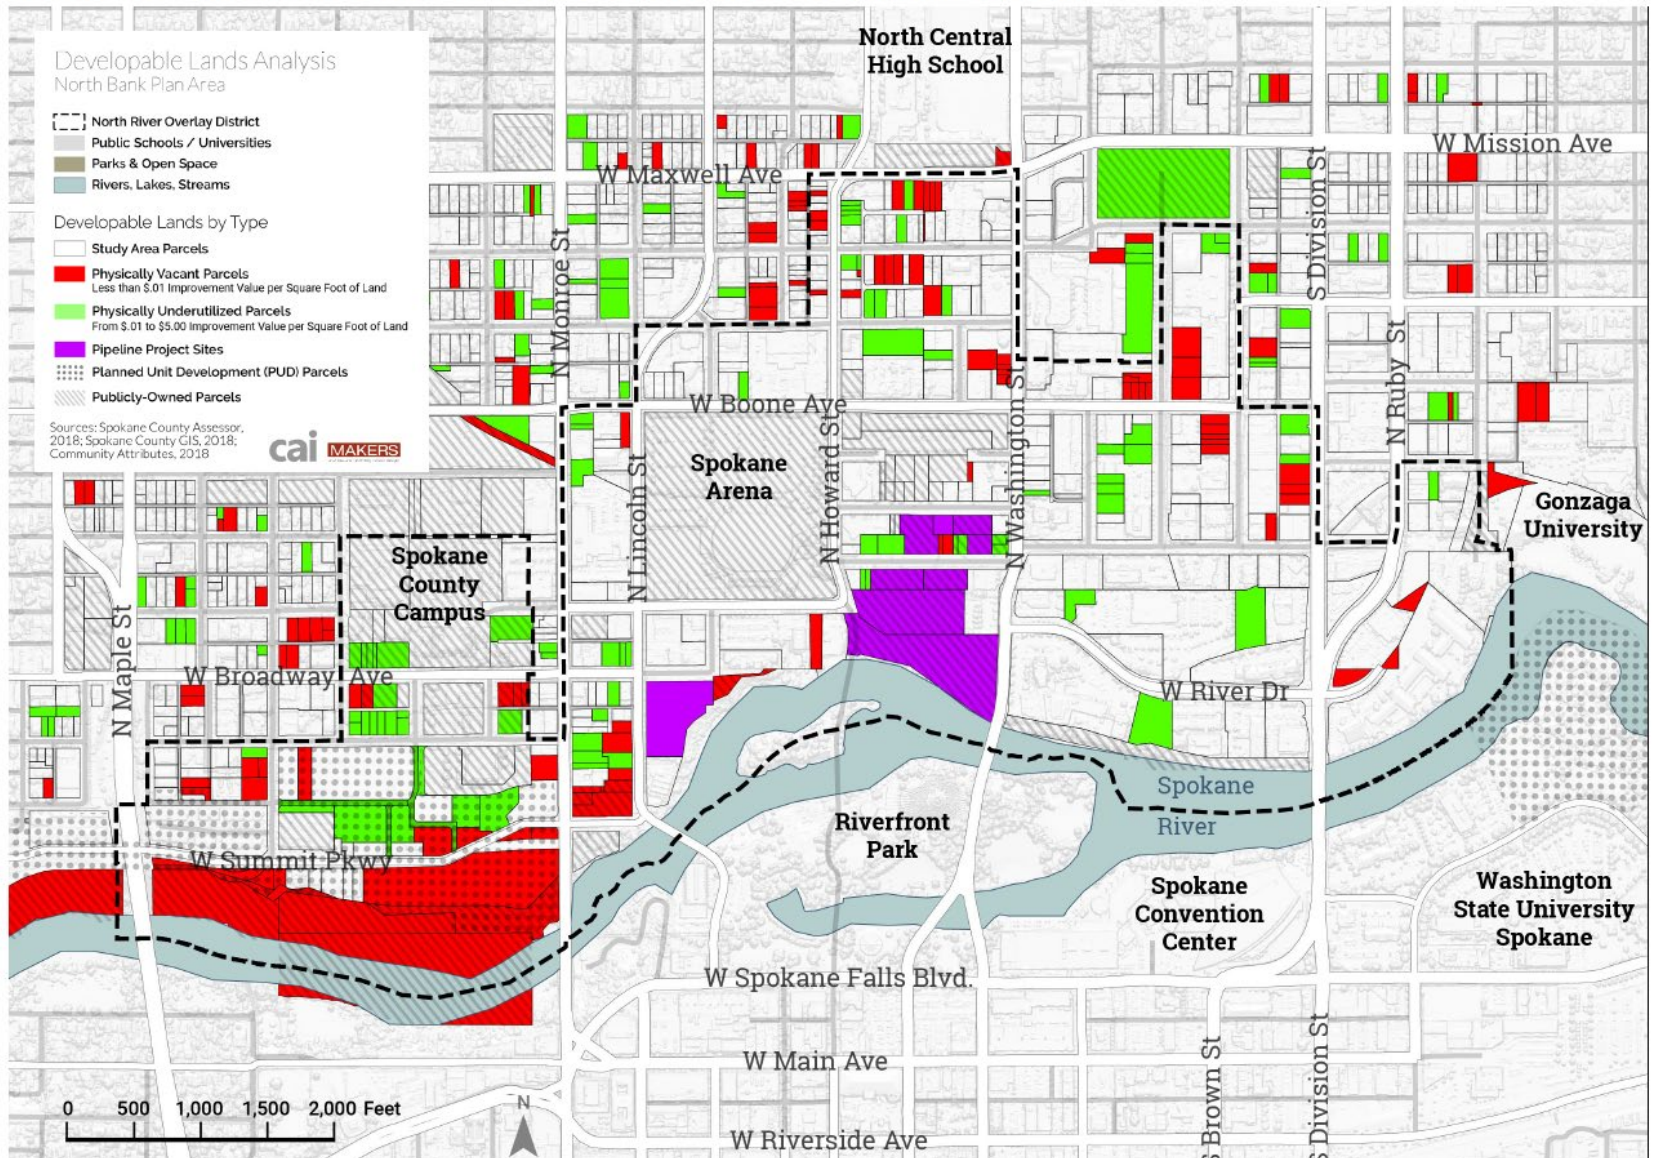 Developable Lands Analysis
North Bank Plan Area
North River Overlay District
Public Schools / Universities
Parks & Open Space
Rivers, Lakes, Streams
Developable Lands by Type
Study Area Parcels
Physically Vacant Parcels
Less than $.01 Improvement Value per Square Foot of Land
Physically Underutilized Parcels
From $.01 to $5.00 Improvement Value per Square Foot of Land
Pipeline Project Sites
Planned Unit Development (PUD) Parcels
Publicly-Owned Parcels
Sources: Spokane County Assessor,
2018; Spokane County GIS, 2018;
Community Attributes, 2018
cai
MAKERS
North Central
High School
W Mission Ave
W Maxwell Ave
N Monroe St
S Division St
N Ruby St
W Boone Ave
Spokane
Arena
N Howard St
N Washington St
N Lincoln St
Gonzaga
University
Spokane
County
Campus
N Maple St
W Broadway Ave
W River Dr
Spokane
River
Riverfront
Park
W Summit Pkwy
Spokane
Convention
Center
Washington
State University
Spokane
W Spokane Falls Blvd.
W Main Ave
S Brown St
S Division St
W Riverside Ave
0 500 1,000 1,500 2,000 Feet
N